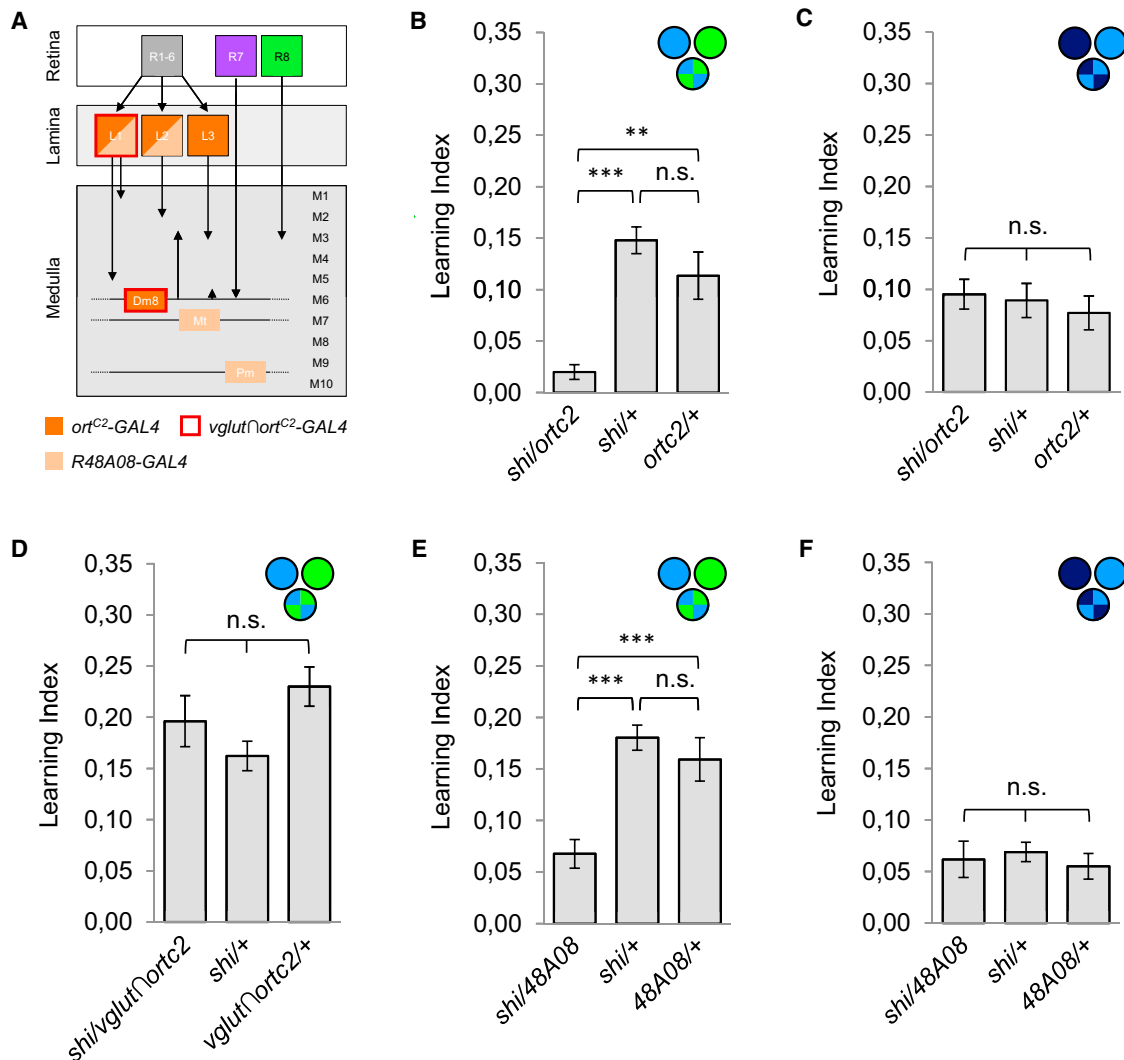 A
Retina
R1-6
R7
R8
Lamina
L1
L2
L3
Medulla
M1
M2
M3
M4
M5
M6
M7
M8
M9
M10
Dm8
Mt
Pm
ortC2-GAL4
vglut∩ortC2-GAL4
R48A08-GAL4
B
Learning Index
0,35
0,30
0,25
0,20
0,15
0,10
0,05
0,00
**
***
n.s.
shi/ortc2
shi/+
ortc2/+
C
Learning Index
0,35
0,30
0,25
0,20
0,15
0,10
0,05
0,00
n.s.
shi/ortc2
shi/+
ortc2/+
D
Learning Index
0,35
0,30
0,25
0,20
0,15
0,10
0,05
0,00
n.s.
shi/vglut∩ortc2
shi/+
vglut∩ortc2/+
E
Learning Index
0,35
0,30
0,25
0,20
0,15
0,10
0,05
0,00
***
***
n.s.
shi/48A08
shi/+
48A08/+
F
Learning Index
0,35
0,30
0,25
0,20
0,15
0,10
0,05
0,00
n.s.
shi/48A08
shi/+
48A08/+